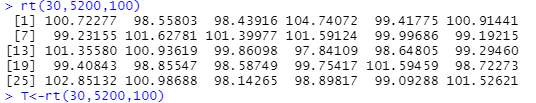 > rt(30,5200,100)
 [1] 100.72277  98.55803  98.43916 104.74072  99.41775 100.91441
 [7]  99.23155 101.62781 101.39977 101.59124  99.99686  99.19215
[13] 101.35580 100.93619  99.86098  97.84109  98.64805  99.29460
[19]  99.40843  98.85547  98.58749  99.75417 101.59459  98.72273
[25] 102.85132 100.98688  98.14265  98.89817  99.09288 101.52621
> T<-rt(30,5200,100)